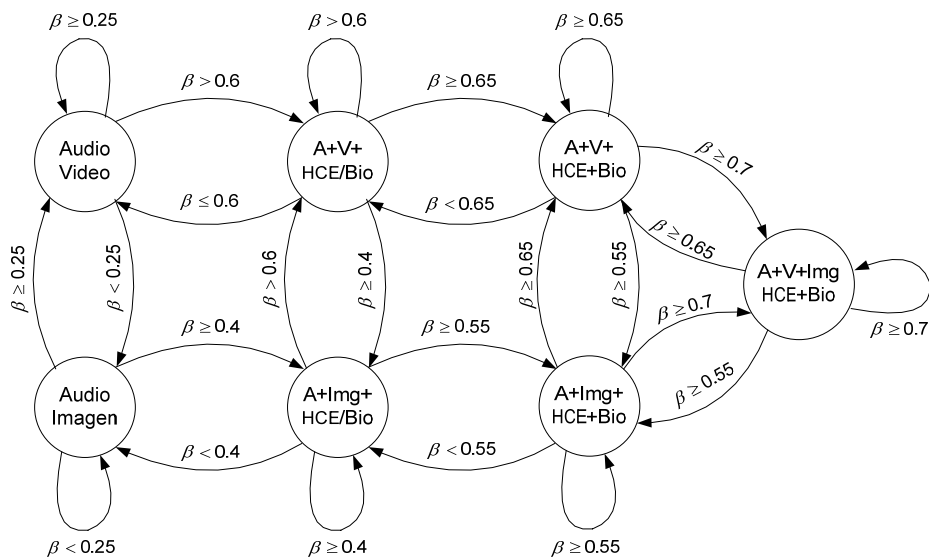 β ≥ 0.25
β > 0.6
β ≥ 0.65
β > 0.6
β ≥ 0.65
Audio
Video
A+V+
HCE/Bio
A+V+
HCE+Bio
β ≥ 0.7
β ≤ 0.6
β < 0.65
β ≥ 0.65
β ≥ 0.25
β < 0.25
β > 0.6
β ≥ 0.4
β ≥ 0.65
β ≥ 0.55
A+V+Img
HCE+Bio
β ≥ 0.7
β ≥ 0.7
β ≥ 0.4
β ≥ 0.55
β ≥ 0.55
Audio
Imagen
A+Img+
HCE/Bio
A+Img+
HCE+Bio
β < 0.4
β < 0.55
β < 0.25
β ≥ 0.4
β ≥ 0.55